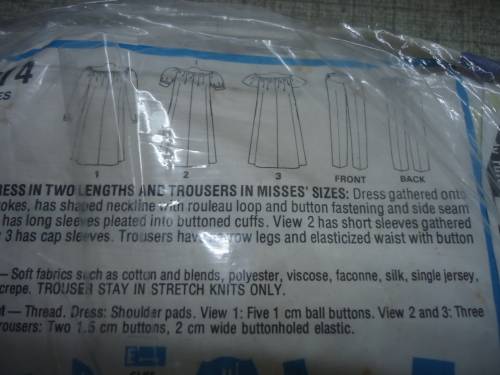 74
ES
1 2 3 FRONT BACK
RESS IN TWO LENGTHS AND TROUSERS IN MISSES' SIZES: Dress gathered onto
okes, has shaped neckline with rouleau loop and button fastening and side seam
has long sleeves pleated into buttoned cuffs. View 2 has short sleeves gathered
3 has cap sleeves. Trousers have row legs and elasticized waist with button
— Soft fabrics such as cotton and blends, polyester, viscose, faconne, silk, single jersey,
crepe. TROUSER STAY IN STRETCH KNITS ONLY.
— Thread. Dress: Shoulder pads. View 1: Five 1 cm ball buttons. View 2 and 3: Three
rousers: Two 1.5 cm buttons, 2 cm wide buttonholed elastic.